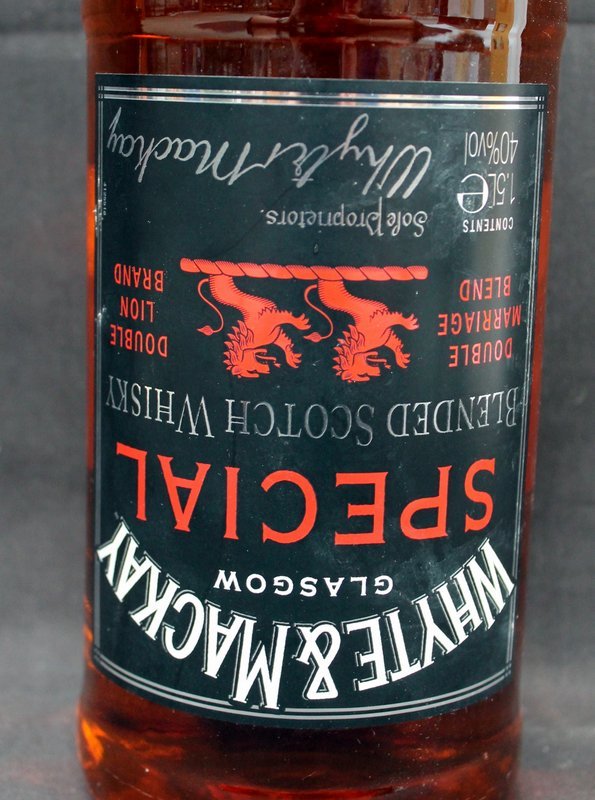 WHYTE & MACKAY
GLASGOW
SPECIAL
BLENDED SCOTCH WHISKY
DOUBLE
MARRIAGE
BLEND
DOUBLE
LION
BRAND
Sole Proprietors.
Whyte & Mackay
CONTENTS
1.5L e
40%vol